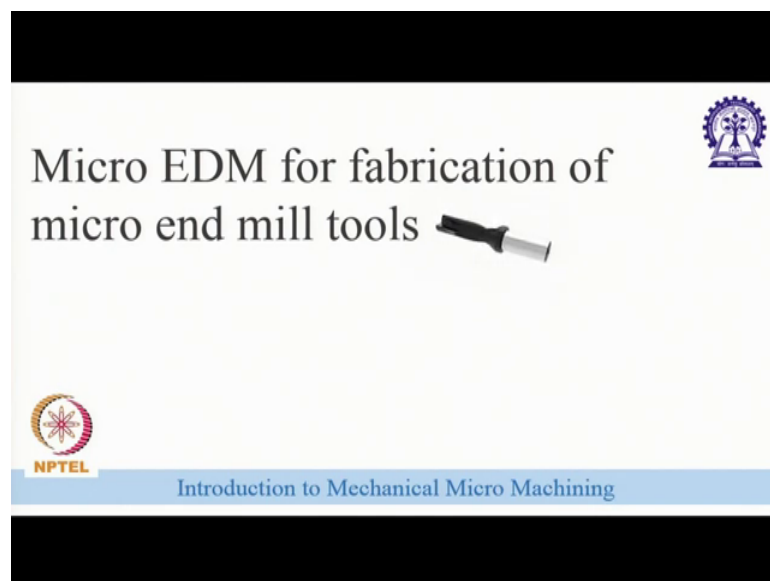 Micro EDM for fabrication of
micro end mill tools
NPTEL
Introduction to Mechanical Micro Machining